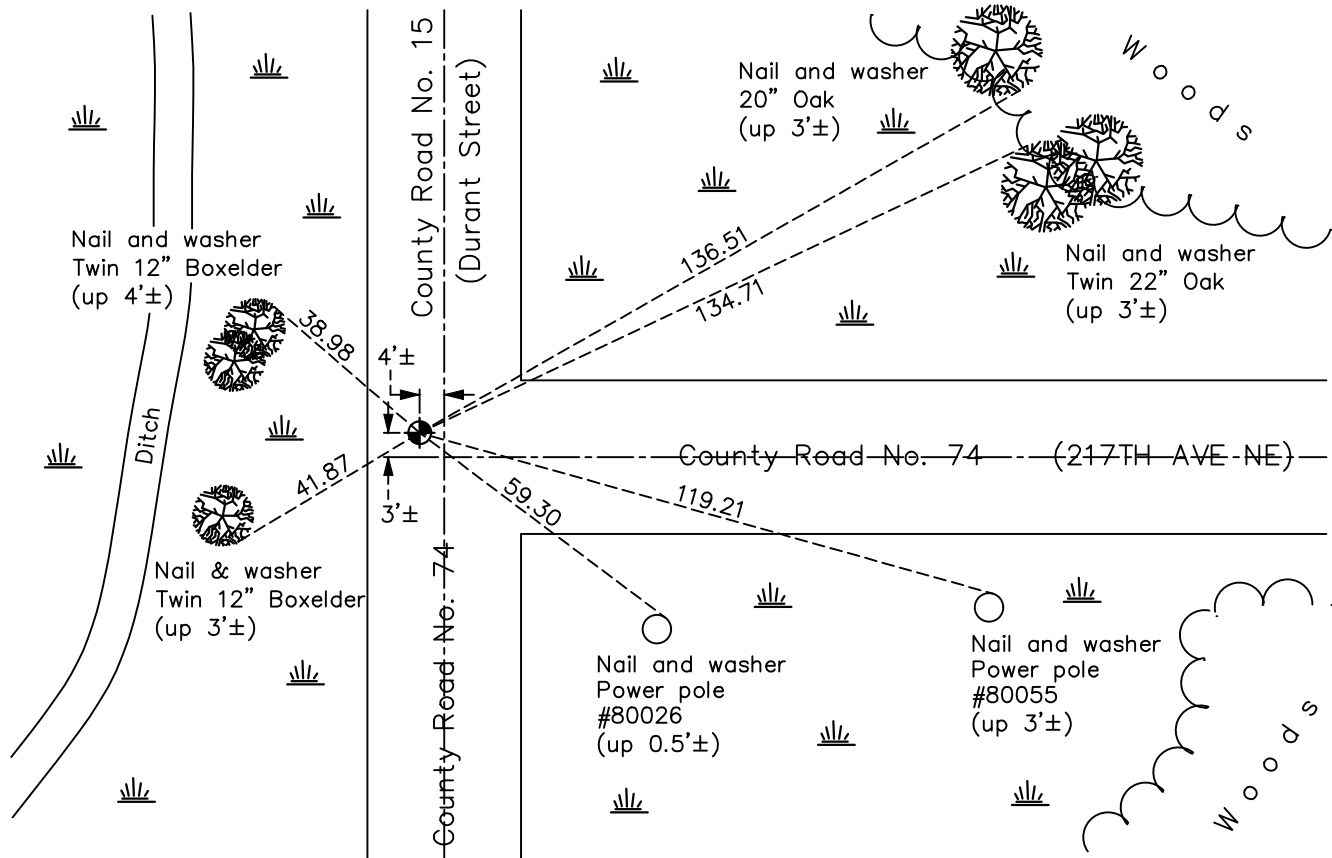 County Road No. 15
(Durant Street)
Nail and washer
20” Oak
(up 3'±)
Woods
Nail and washer
Twin 12” Boxelder
(up 4'±)
136.51
134.71
Nail and washer
Twin 22” Oak
(up 3'±)
38.98
4'±
Ditch
41.87
3'±
County Road No. 74 (217TH AVE NE)
59.30
119.21
Nail & washer
Twin 12” Boxelder
(up 3'±)
County Road No. 74
Nail and washer
Power pole
#80026
(up 0.5'±)
Nail and washer
Power pole
#80055
(up 3'±)
Woods